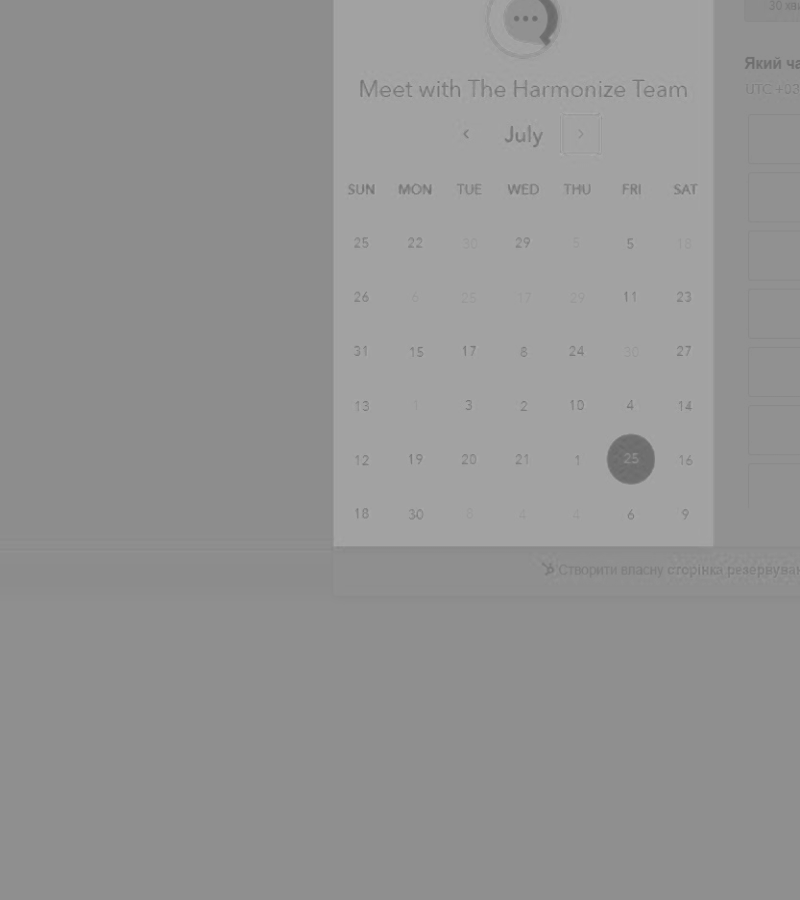 30 хв
Який ча
UTC +03
Meet with The Harmonize Team
July
SUN MON TUE WED THU FRI SAT
25 22 30 29 5 5 18
26 6 25 17 29 11 23
31 15 17 8 24 30 27
13 1 3 2 10 4 14
12 19 20 21 1 25 16
18 30 8 4 4 6 9
Створити власну сторінка резервуван